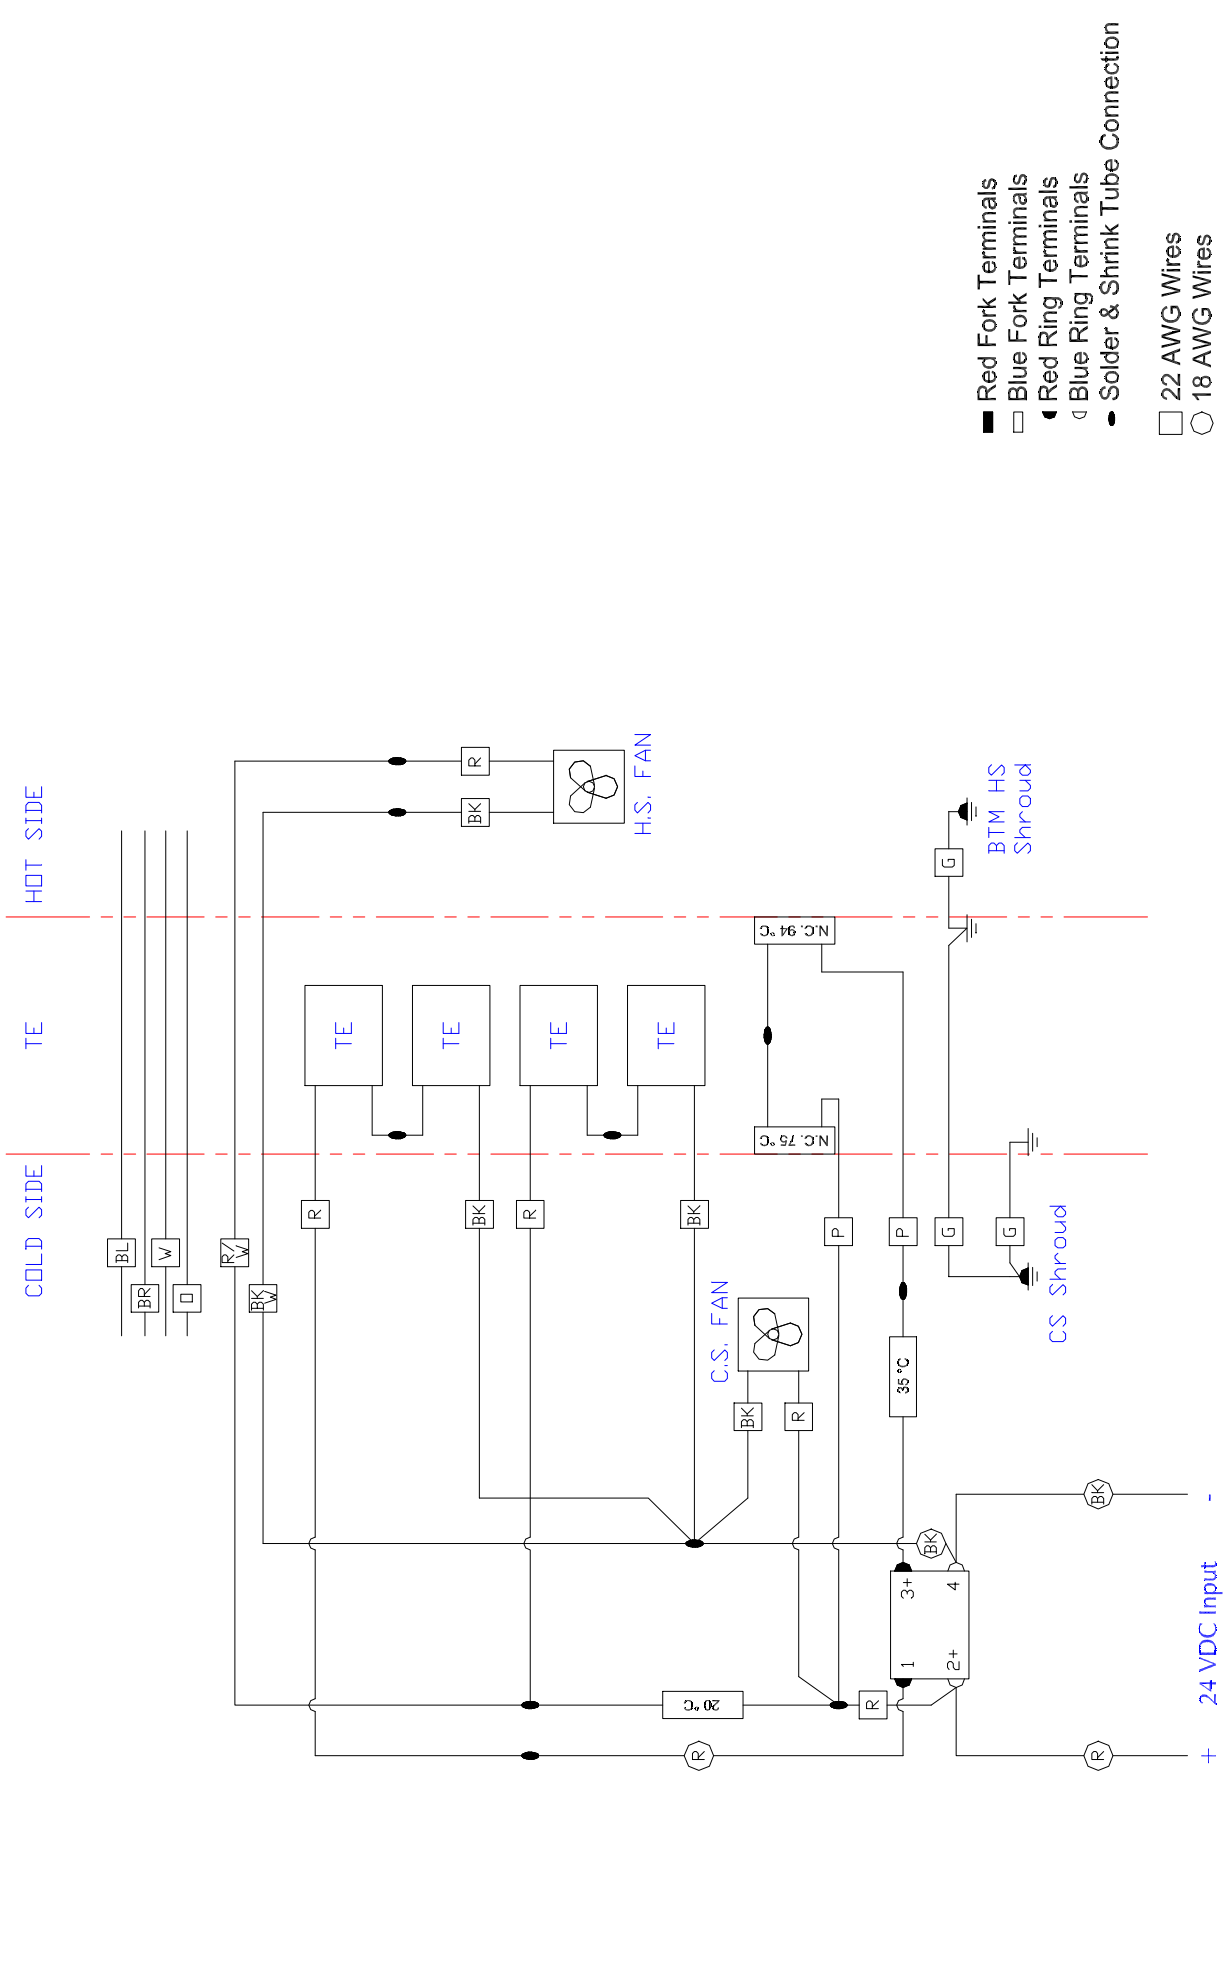 COLD SIDE
TE
HOT SIDE
BL
BR
W
O
R/
W
BK
W
R
BK
R
BK
TE
TE
TE
TE
R
BK
H.S. FAN
C.S. FAN
BK
R
N.C. 75 °C
N.C. 94 °C
P
P
G
G
G
35 °C
20 °C
CS Shroud
BTM HS
Shroud
R
R
BK
1
3+
2+
4
R
BK
+
24 VDC Input
-
Red Fork Terminals
Blue Fork Terminals
Red Ring Terminals
Blue Ring Terminals
Solder & Shrink Tube Connection
22 AWG Wires
18 AWG Wires